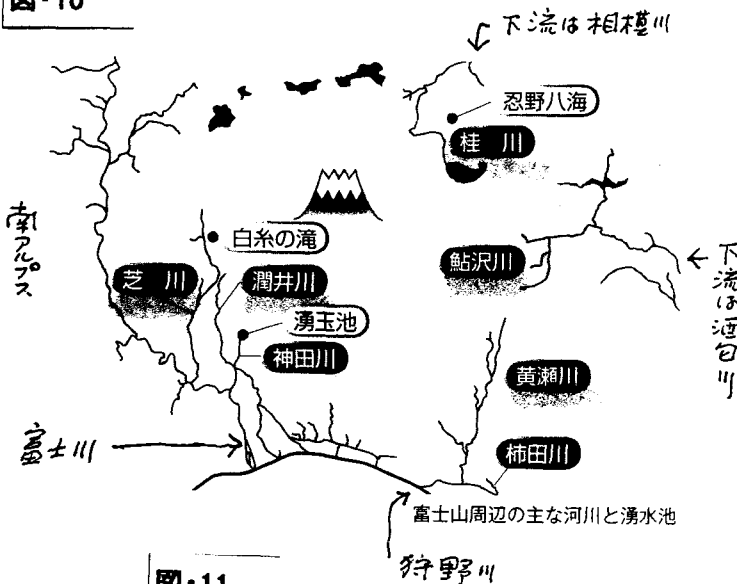 図・10
下流は相模川
忍野八海
桂 川
南アルプス
白糸の滝
芝 川
潤井川
鮎沢川
下流は酒匂川
湧玉池
神田川
黄瀬川
富士川
柿田川
富士山周辺の主な河川と湧水池
狩野川
図・11